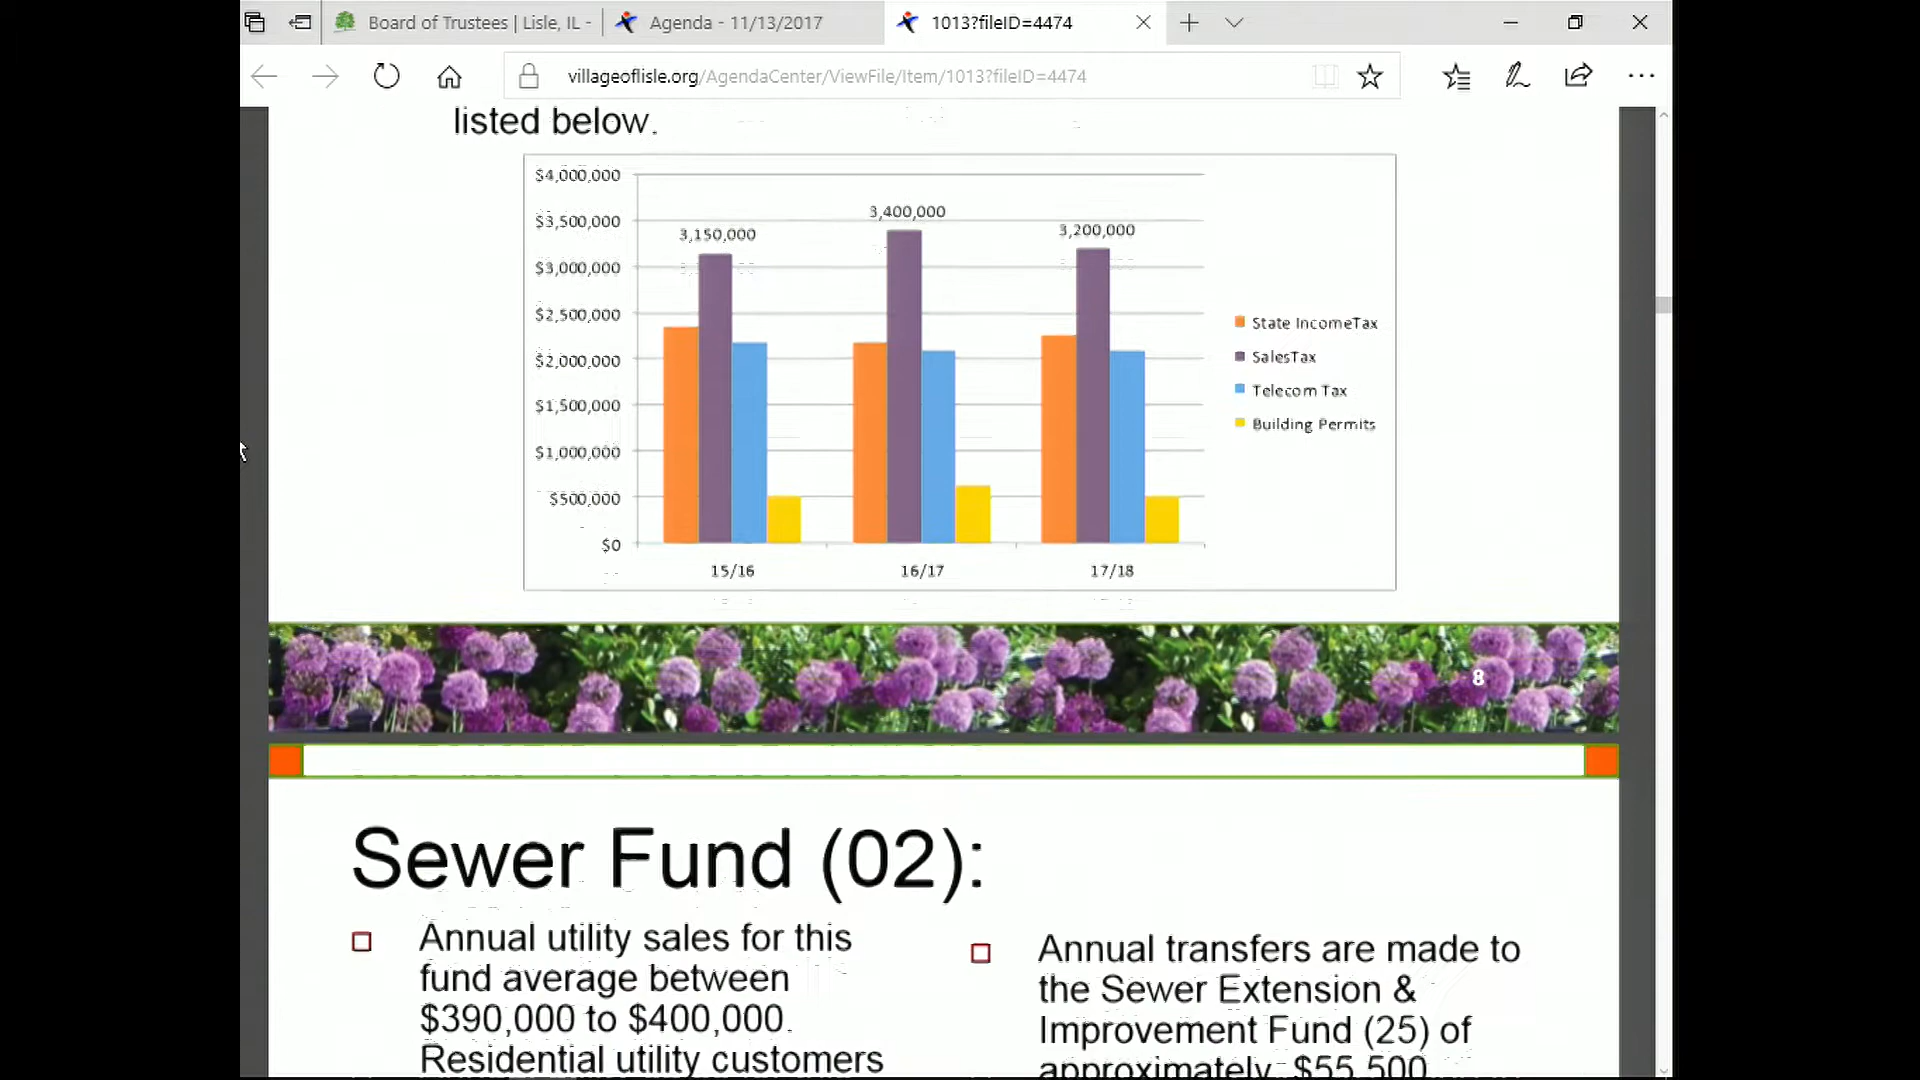 Board of Trustees | Lisle, IL -
Agenda - 11/13/2017
1013?fileID=4474
villageoflisle.org/AgendaCenter/ViewFile/Item/1013?fileID=4474
listed below.
$4,000,000
$3,500,000
$3,000,000
$2,500,000
$2,000,000
$1,500,000
$1,000,000
$500,000
$0
3,150,000
3,400,000
3,200,000
15/16
16/17
17/18
State IncomeTax
SalesTax
Telecom Tax
Building Permits
8
Sewer Fund (02):
Annual utility sales for this
fund average between
$390,000 to $400,000.
Residential utility customers
Annual transfers are made to
the Sewer Extension &
Improvement Fund (25) of
approximately $55,500